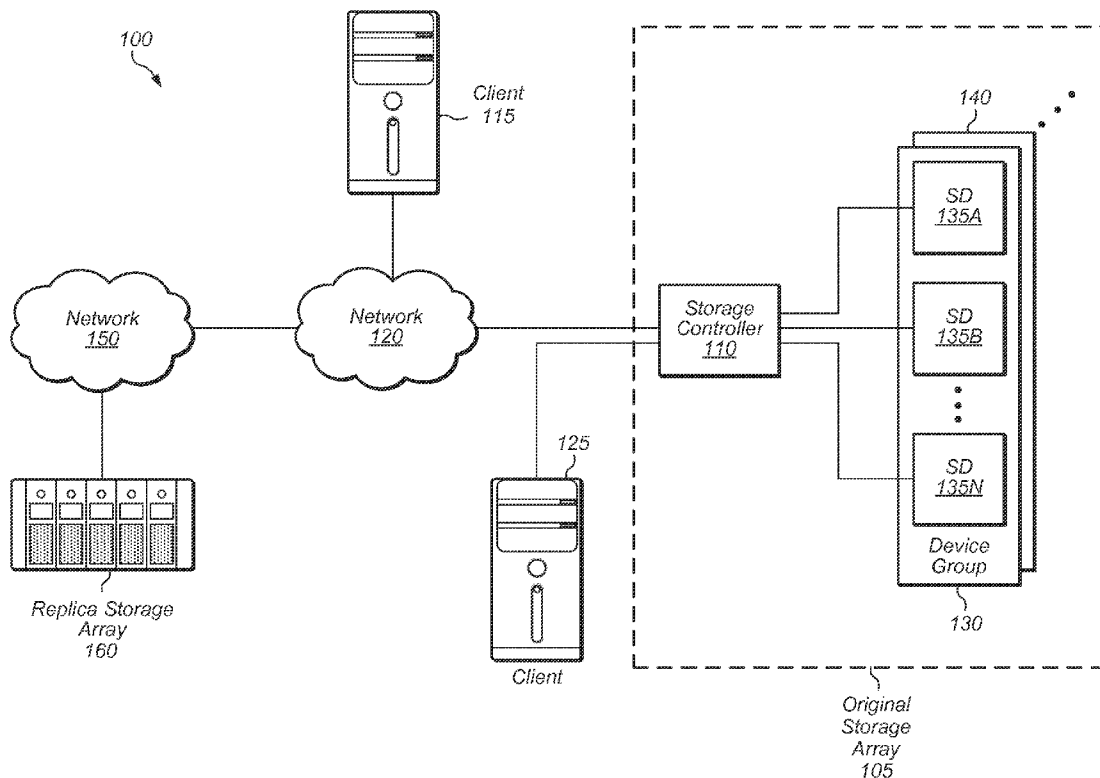 100
Client
115
140
SD
135A
Network
150
Network
120
Storage
Controller
110
SD
135B
125
SD
135N
Device
Group
130
Replica Storage
Array
160
Client
Original
Storage
Array
105